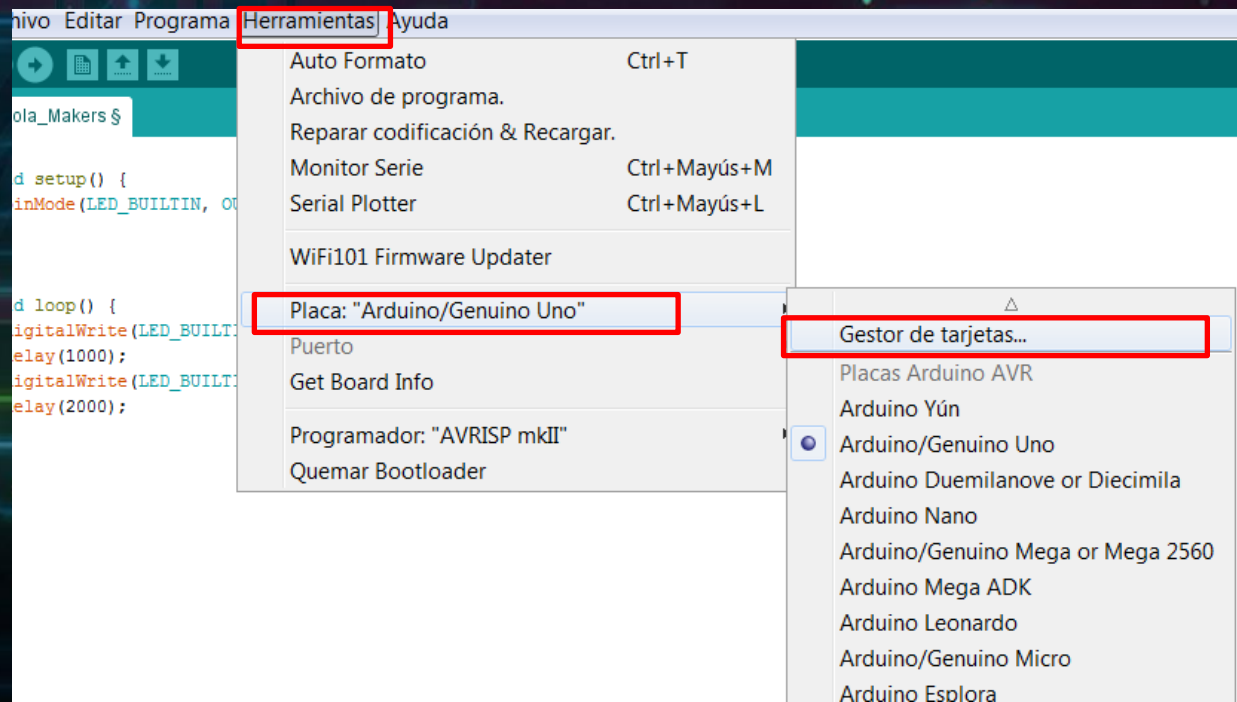 hivo Editar Programa Herramientas Ayuda
ola_Makers §
Auto Formato Ctrl+T
Archivo de programa.
Reparar codificación & Recargar.
Monitor Serie Ctrl+Mayús+M
Serial Plotter Ctrl+Mayús+L
WiFi101 Firmware Updater
Placa: "Arduino/Genuino Uno"
Puerto
Get Board Info
Programador: "AVRISP mkII"
Quemar Bootloader
d setup() {
inMode(LED_BUILTIN, OU
d loop() {
igitalWrite(LED_BUILTI
elay(1000);
igitalWrite(LED_BUILTI
elay(2000);
Gestor de tarjetas...
Placas Arduino AVR
Arduino Yún
Arduino/Genuino Uno
Arduino Duemilanove or Diecimila
Arduino Nano
Arduino/Genuino Mega or Mega 2560
Arduino Mega ADK
Arduino Leonardo
Arduino/Genuino Micro
Arduino Esplora